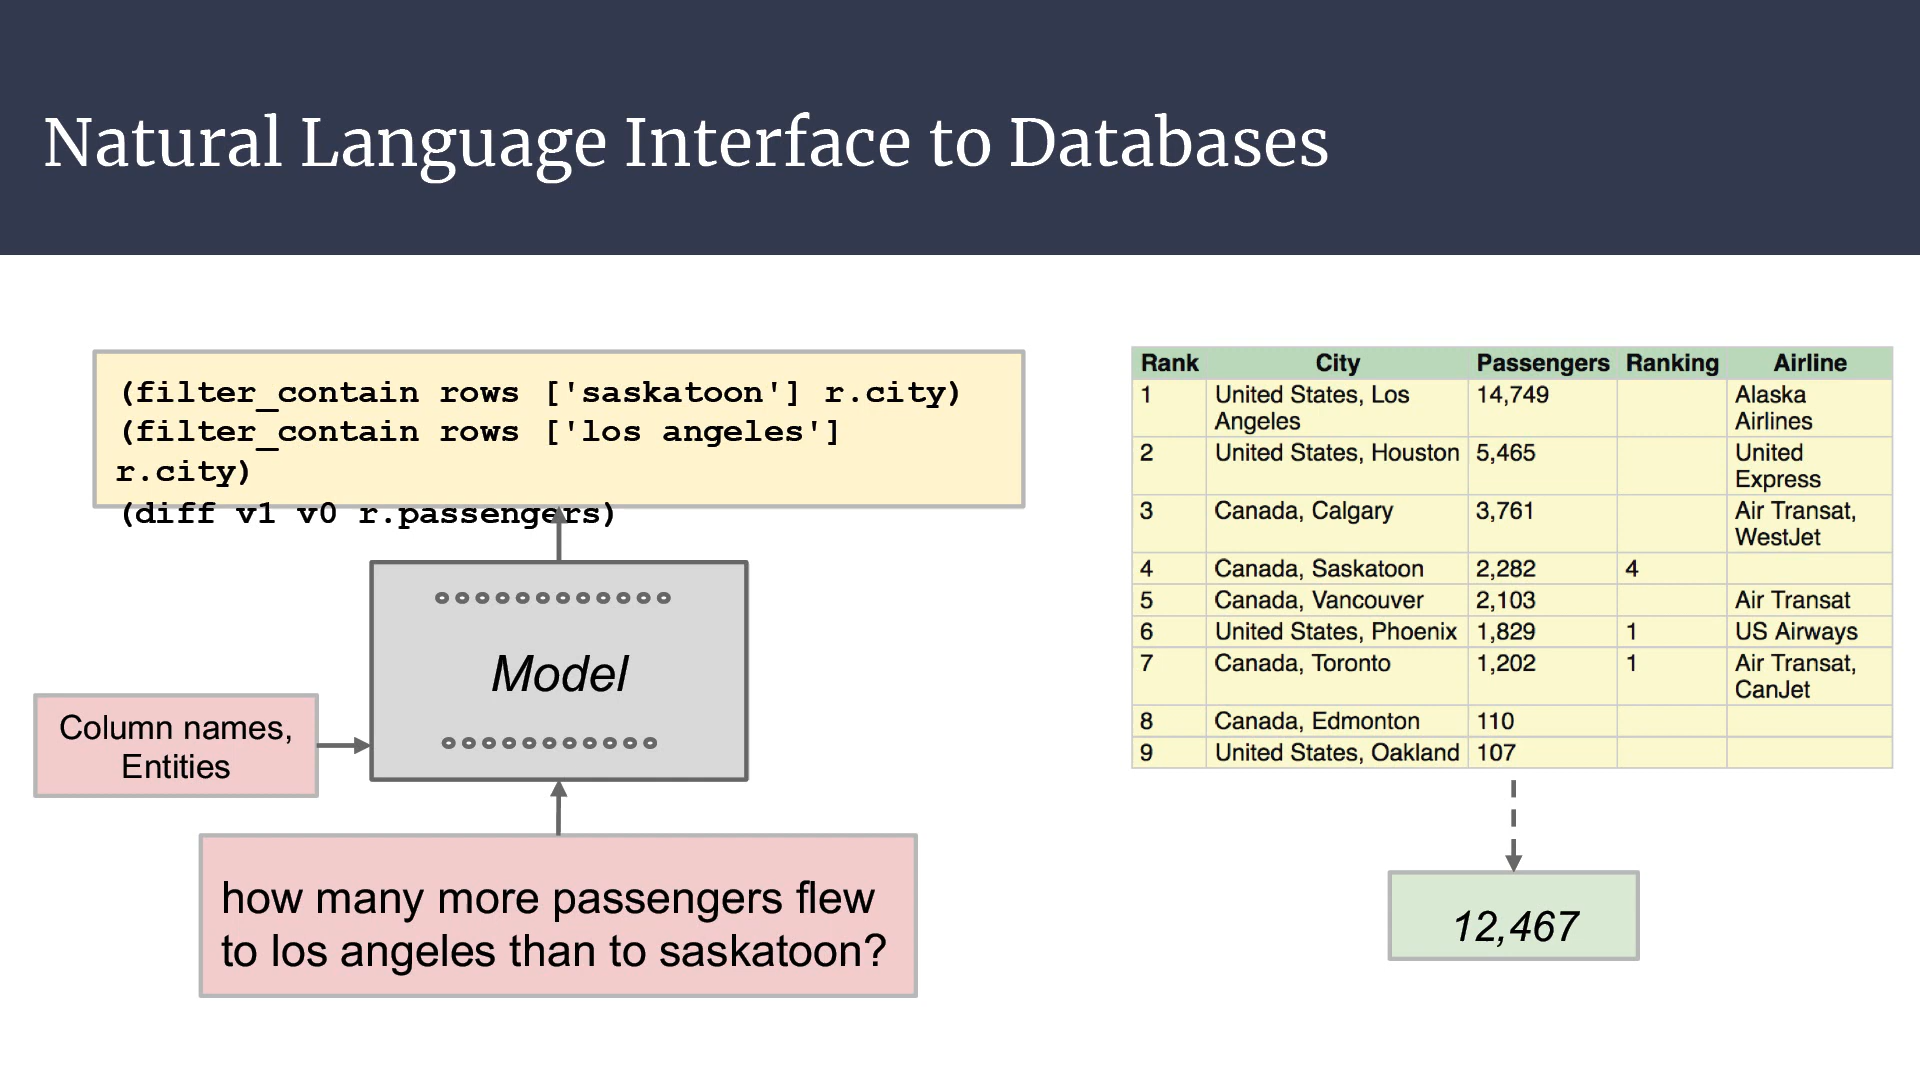 Natural Language Interface to Databases
(filter_contain rows ['saskatoon'] r.city)
(filter_contain rows ['los angeles']
r.city)
(diff v1 v0 r.passengers)
Model
Column names,
Entities
how many more passengers flew
to los angeles than to saskatoon?
Rank City Passengers Ranking Airline
1 United States, Los 14,749 Alaska
Angeles Airlines
2 United States, Houston 5,465 United
Express
3 Canada, Calgary 3,761 Air Transat,
WestJet
4 Canada, Saskatoon 2,282 4
5 Canada, Vancouver 2,103 Air Transat
6 United States, Phoenix 1,829 1 US Airways
7 Canada, Toronto 1,202 1 Air Transat,
CanJet
8 Canada, Edmonton 110
9 United States, Oakland 107
12,467